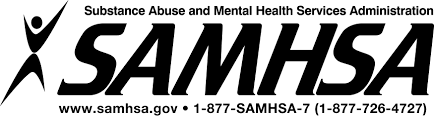 Substance Abuse and Mental Health Services Administration
SAMHSA
www.samhsa.gov • 1-877-SAMHSA-7 (1-877-726-4727)